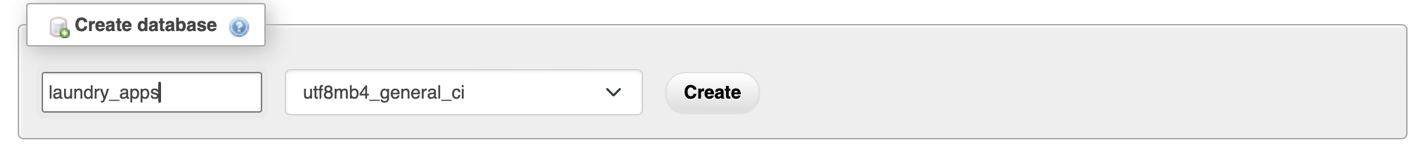 Create database
laundry_apps utf8mb4_general_ci Create